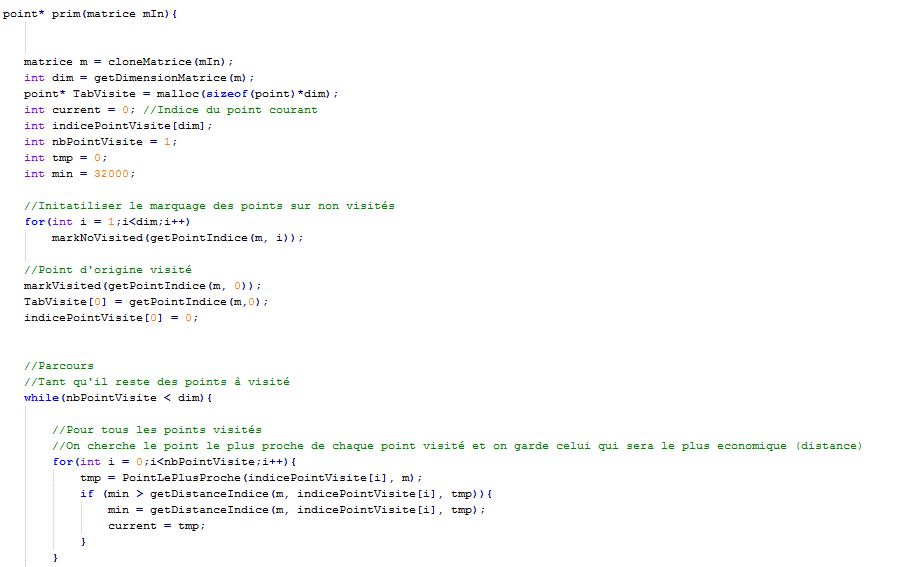 point* prim(matrice mIn){
matrice m = cloneMatrice(mIn);
int dim = getDimensionMatrice(m);
point* TabVisite = malloc(sizeof(point)*dim);
int current = 0; //Indice du point courant
int indicePointVisite[dim];
int nbPointVisite = 1;
int tmp = 0;
int min = 32000;
//Initatiliser le marquage des points sur non visités
for(int i = 1;i<dim;i++)
markNoVisited(getPointIndice(m, i));
//Point d'origine visité
markVisited(getPointIndice(m, 0));
TabVisite[0] = getPointIndice(m,0);
indicePointVisite[0] = 0;
//Parcours
//Tant qu'il reste des points à visité
while(nbPointVisite < dim){
//Pour tous les points visités
//On cherche le point le plus proche de chaque point visité et on garde celui qui sera le plus economique (distance)
for(int i = 0;i<nbPointVisite;i++){
tmp = PointLePlusProche(indicePointVisite[i], m);
if (min > getDistanceIndice(m, indicePointVisite[i], tmp)){
min = getDistanceIndice(m, indicePointVisite[i], tmp);
current = tmp;
}
}